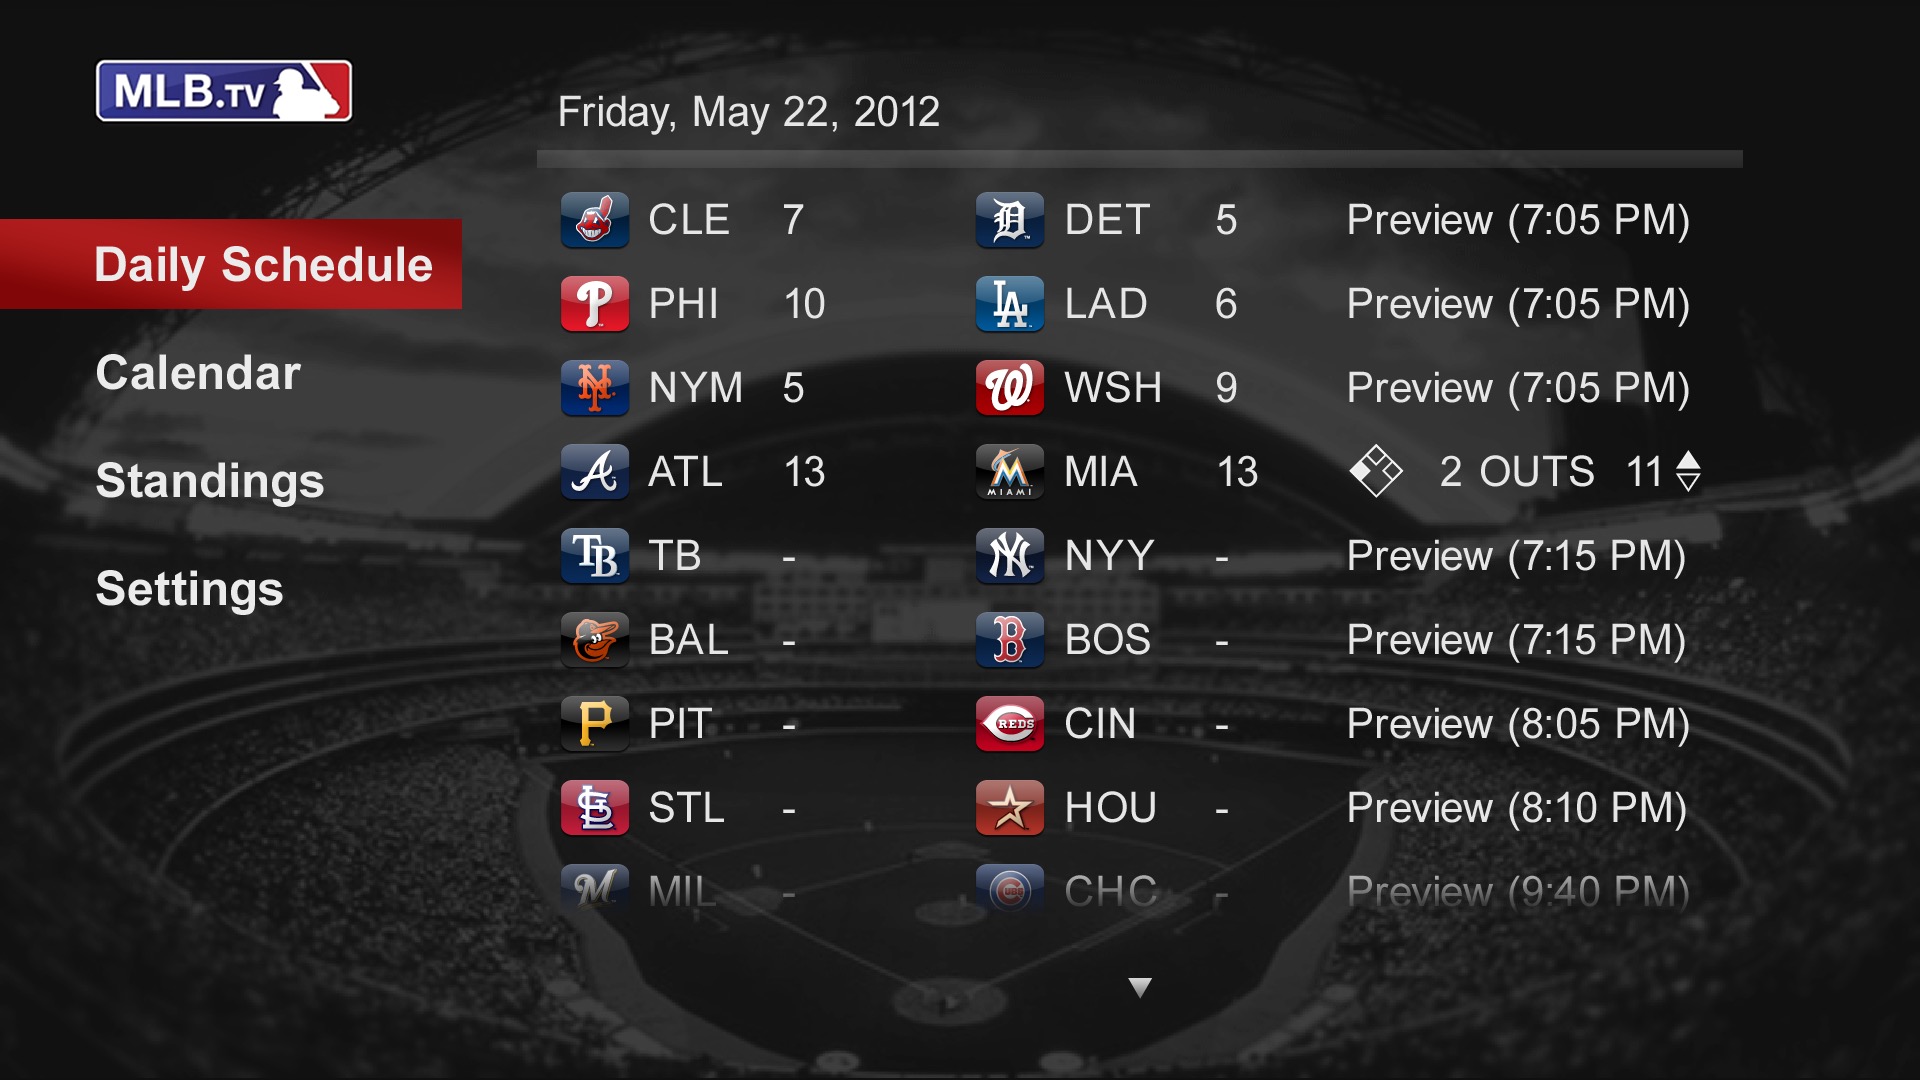 MLB.TV
Friday, May 22, 2012
Daily Schedule
Calendar
Standings
Settings
CLE 7 DET 5 Preview (7:05 PM)
PHI 10 LAD 6 Preview (7:05 PM)
NYM 5 WSH 9 Preview (7:05 PM)
ATL 13 MIAMI MIA 13 2 OUTS 11
TB TB - NYY - Preview (7:15 PM)
BAL - B BOS - Preview (7:15 PM)
P PIT - REDS CIN - Preview (8:05 PM)
STL - HOU - Preview (8:10 PM)
M MIL - CHC - Preview (9:40 PM)